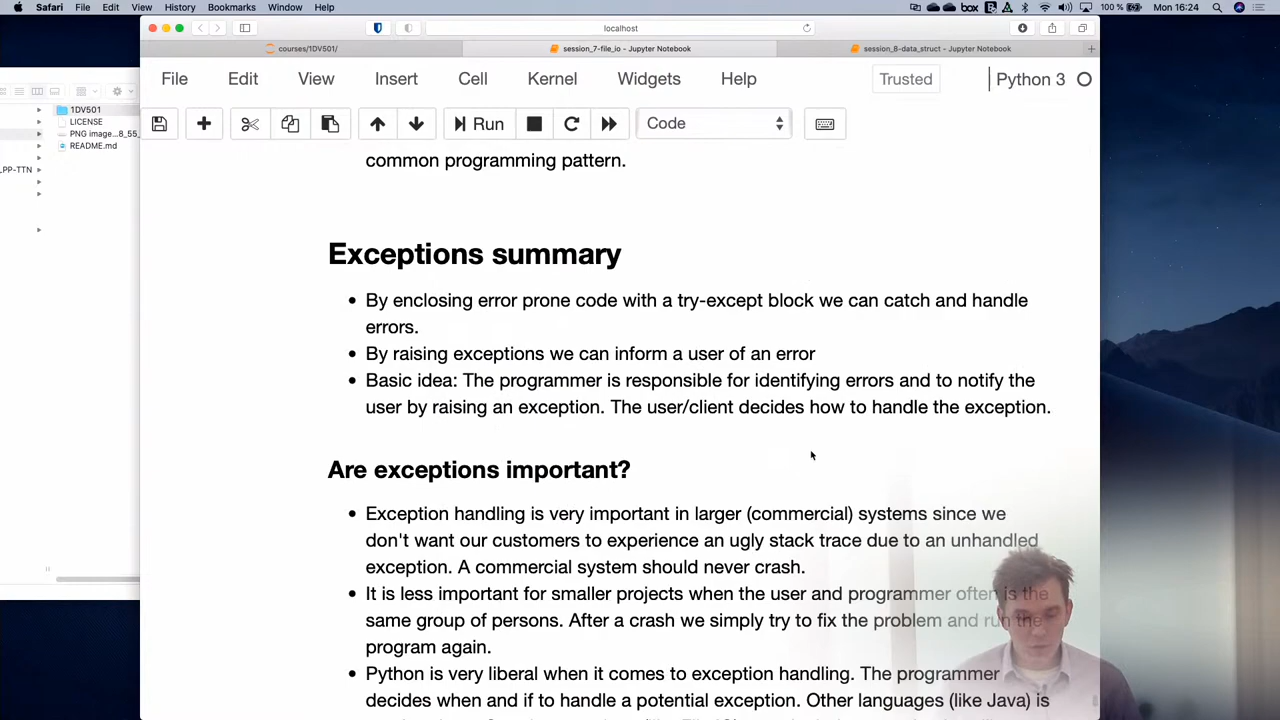 Safari File Edit View History Bookmarks Window Help box 100 % Mon 16:24
localhost
courses/1DV501/ session_7-file_io - Jupyter Notebook session_8-data_struct - Jupyter Notebook
File Edit View Insert Cell Kernel Widgets Help Trusted Python 3
Run Code
1DV501
LICENSE
PNG image...8_55_
README.md
LPP-TTN
common programming pattern.
Exceptions summary
• By enclosing error prone code with a try-except block we can catch and handle
errors.
• By raising exceptions we can inform a user of an error
• Basic idea: The programmer is responsible for identifying errors and to notify the
user by raising an exception. The user/client decides how to handle the exception.
Are exceptions important?
• Exception handling is very important in larger (commercial) systems since we
don't want our customers to experience an ugly stack trace due to an unhandled
exception. A commercial system should never crash.
• It is less important for smaller projects when the user and programmer often is the
same group of persons. After a crash we simply try to fix the problem and run the
program again.
• Python is very liberal when it comes to exception handling. The programmer
decides when and if to handle a potential exception. Other languages (like Java) is